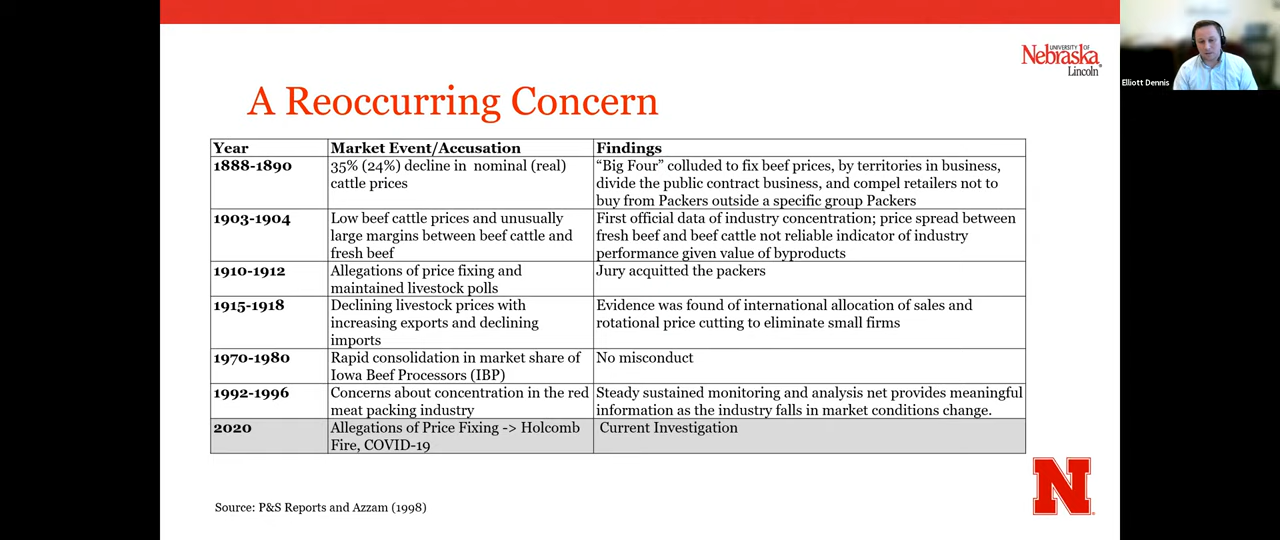 UNIVERSITY OF
Nebraska
Lincoln
Elliott Dennis
A Reoccurring Concern
Year Market Event/Accusation Findings
1888-1890 35% (24%) decline in nominal (real) "Big Four" colluded to fix beef prices, by territories in business,
cattle prices divide the public contract business, and compel retailers not to
buy from Packers outside a specific group Packers
1903-1904 Low beef cattle prices and unusually First official data of industry concentration; price spread between
large margins between beef cattle and fresh beef and beef cattle not reliable indicator of industry
fresh beef performance given value of byproducts
1910-1912 Allegations of price fixing and Jury acquitted the packers
maintained livestock polls
1915-1918 Declining livestock prices with Evidence was found of international allocation of sales and
increasing exports and declining rotational price cutting to eliminate small firms
imports
1970-1980 Rapid consolidation in market share of No misconduct
Iowa Beef Processors (IBP)
1992-1996 Concerns about concentration in the red Steady sustained monitoring and analysis net provides meaningful
meat packing industry information as the industry falls in market conditions change.
2020 Allegations of Price Fixing -> Holcomb Current Investigation
Fire, COVID-19
N
Source: P&S Reports and Azzam (1998)